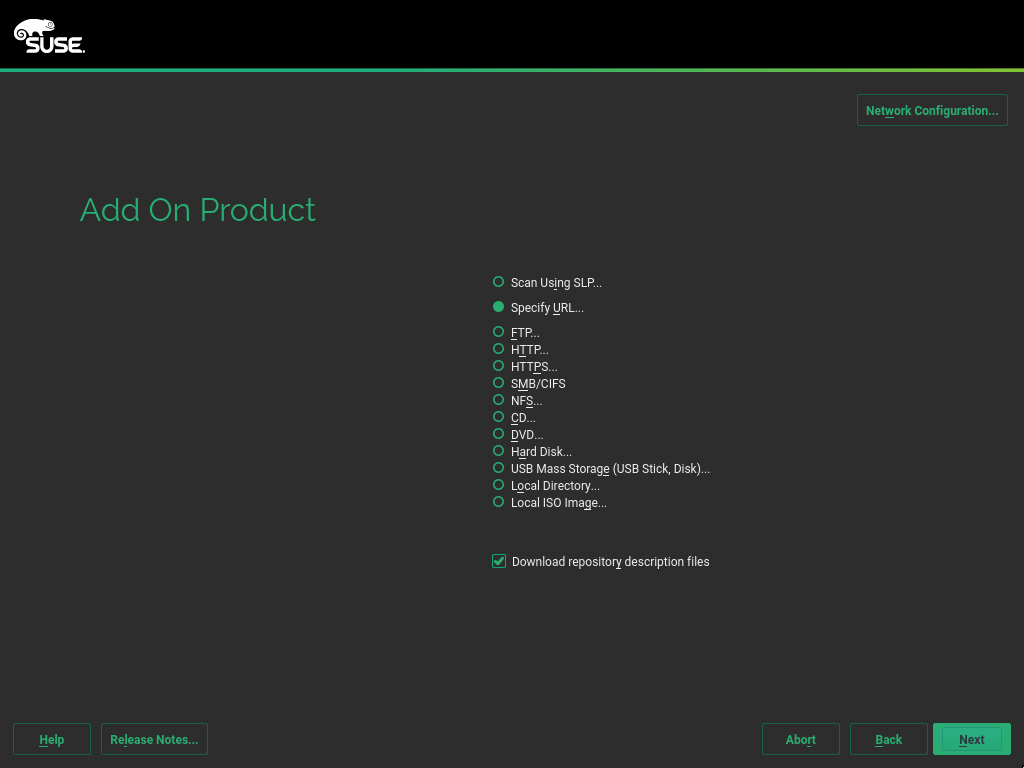 SUSE.
Network Configuration...
Add On Product
Scan Using SLP...
Specify URL...
FTP...
HTTP...
HTTPS...
SMB/CIFS
NFS...
CD...
DVD...
Hard Disk...
USB Mass Storage (USB Stick, Disk)...
Local Directory...
Local ISO Image...
Download repository description files
Help Release Notes... Abort Back Next